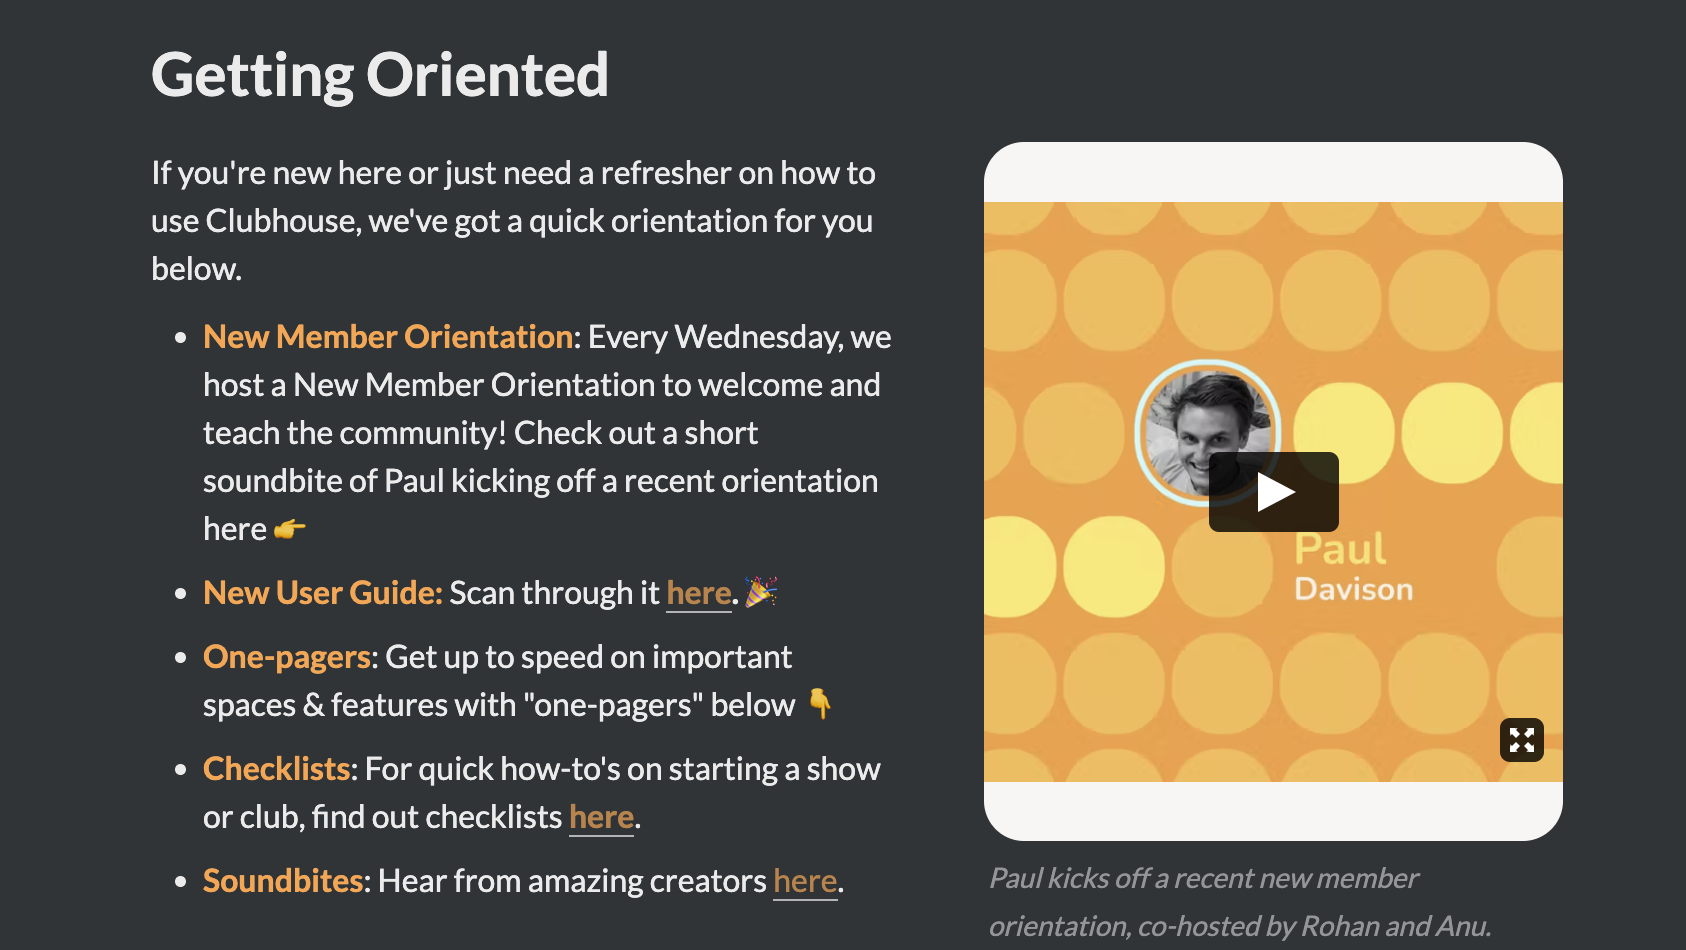 Getting Oriented
If you're new here or just need a refresher on how to
use Clubhouse, we've got a quick orientation for you
below.
• New Member Orientation: Every Wednesday, we
host a New Member Orientation to welcome and
teach the community! Check out a short
soundbite of Paul kicking off a recent orientation
here 👉
• New User Guide: Scan through it here. 🎉
• One-pagers: Get up to speed on important
spaces & features with "one-pagers" below 👇
• Checklists: For quick how-to's on starting a show
or club, find out checklists here.
• Soundbites: Hear from amazing creators here.
Paul
Davison
Paul kicks off a recent new member
orientation, co-hosted by Rohan and Anu.